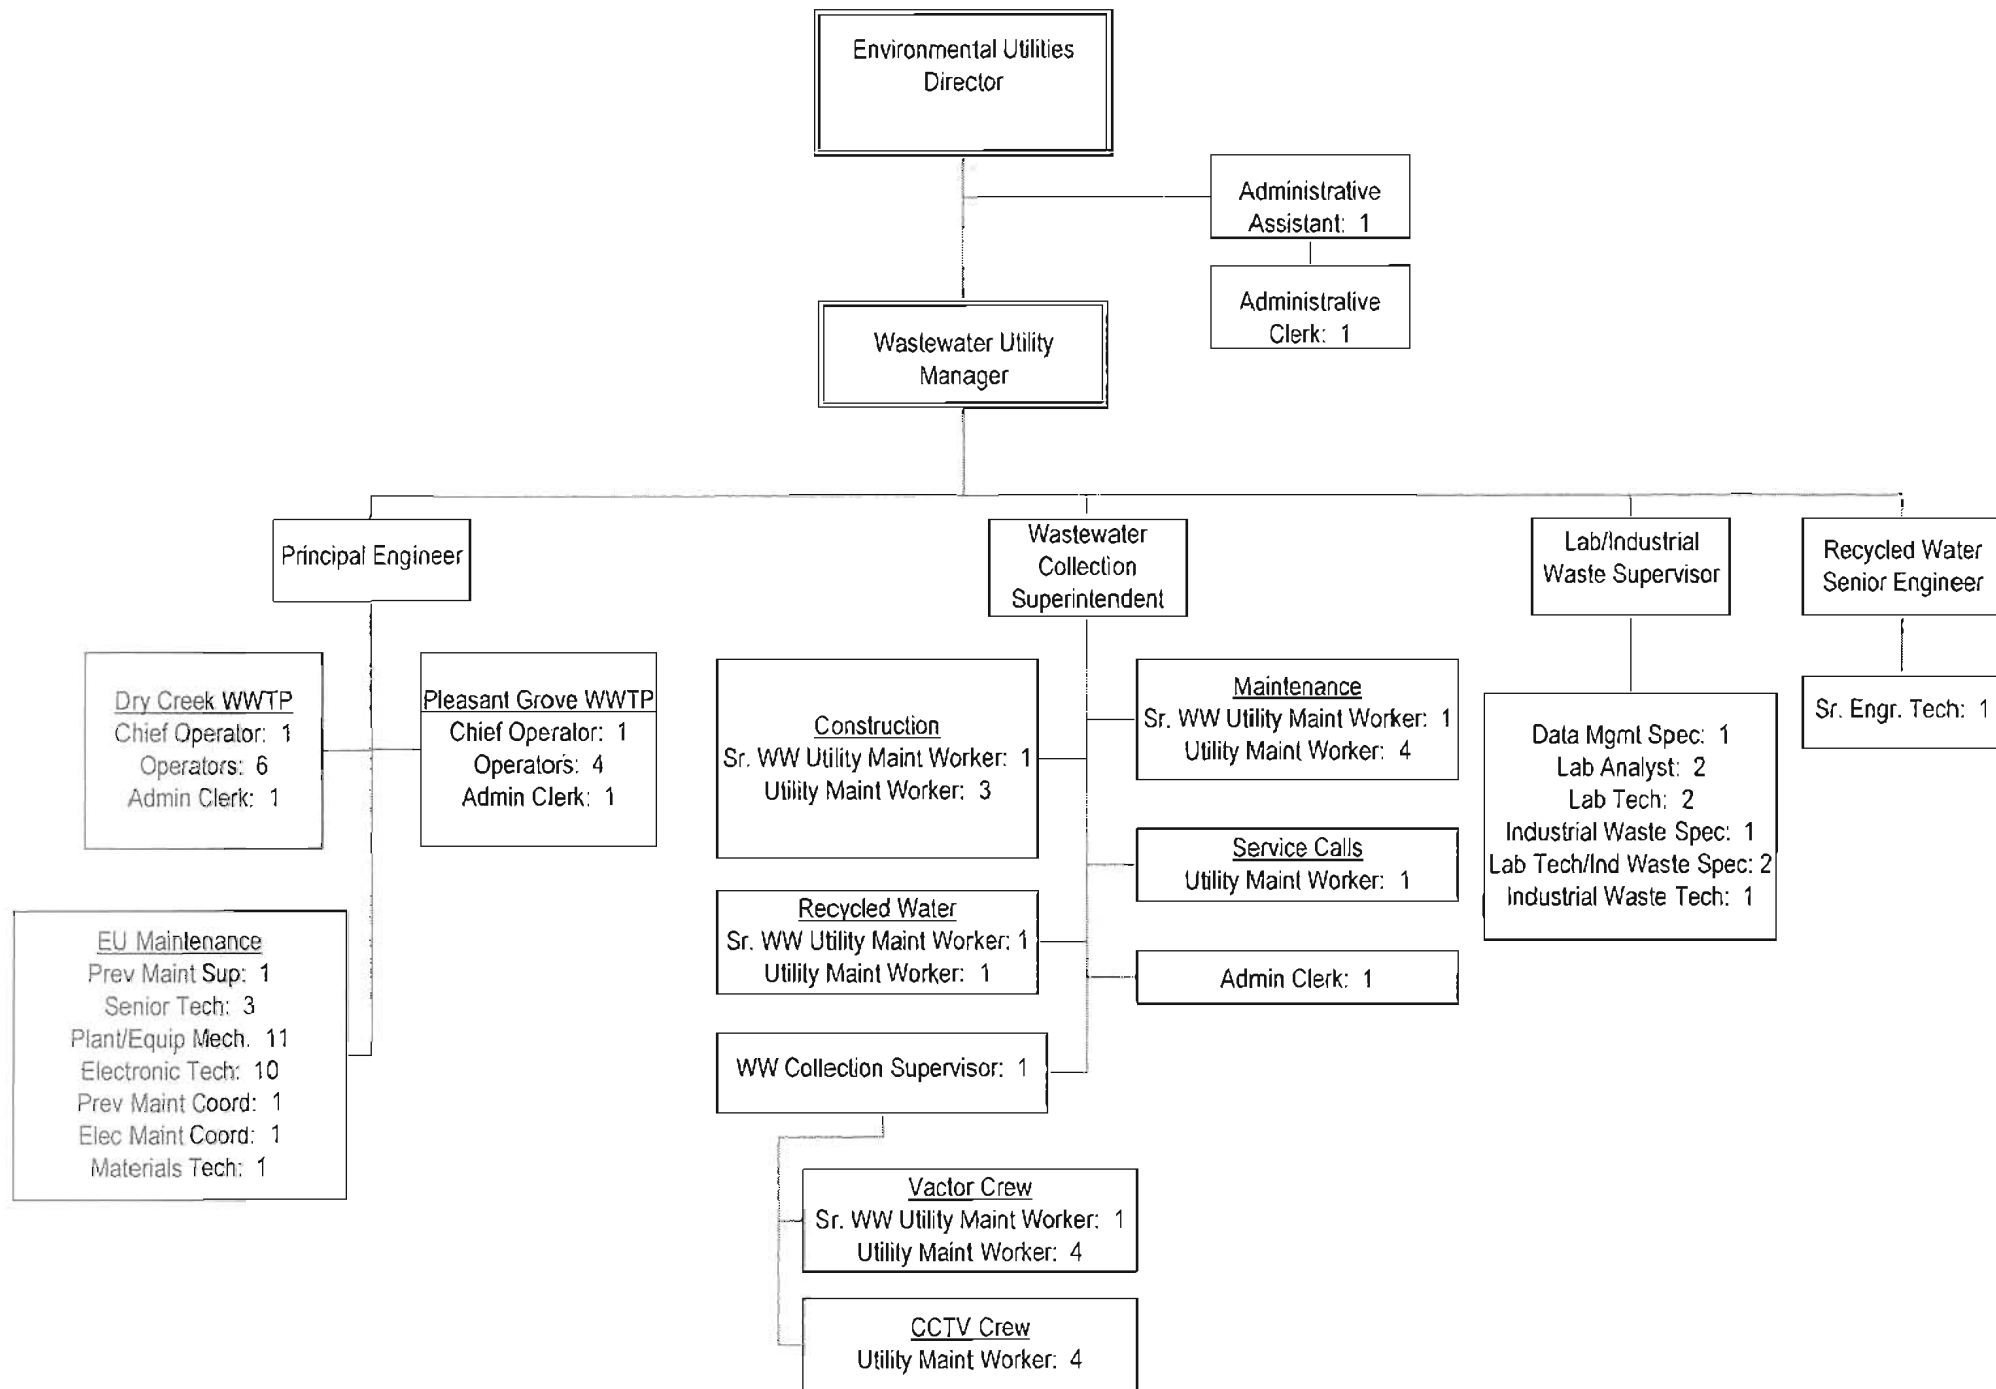 Environmental Utilities
Director
Administrative
Assistant: 1
Administrative
Clerk: 1
Wastewater Utility
Manager
Principal Engineer
Wastewater
Collection
Superintendent
Lab/Industrial
Waste Supervisor
Recycled Water
Senior Engineer
Dry Creek WWTP
Chief Operator: 1
Operators: 6
Admin Clerk: 1
Pleasant Grove WWTP
Chief Operator: 1
Operators: 4
Admin Clerk: 1
EU Maintenance
Prev Maint Sup: 1
Senior Tech: 3
Plant/Equip Mech. 11
Electronic Tech: 10
Prev Maint Coord: 1
Elec Maint Coord: 1
Materials Tech: 1
Construction
Sr. WW Utility Maint Worker: 1
Utility Maint Worker: 3
Maintenance
Sr. WW Utility Maint Worker: 1
Utility Maint Worker: 4
Service Calls
Utility Maint Worker: 1
Recycled Water
Sr. WW Utility Maint Worker: 1
Utility Maint Worker: 1
Admin Clerk: 1
WW Collection Supervisor: 1
Vactor Crew
Sr. WW Utility Maint Worker: 1
Utility Maint Worker: 4
CCTV Crew
Utility Maint Worker: 4
Data Mgmt Spec: 1
Lab Analyst: 2
Lab Tech: 2
Industrial Waste Spec: 1
Lab Tech/Ind Waste Spec: 2
Industrial Waste Tech: 1
Sr. Engr. Tech: 1